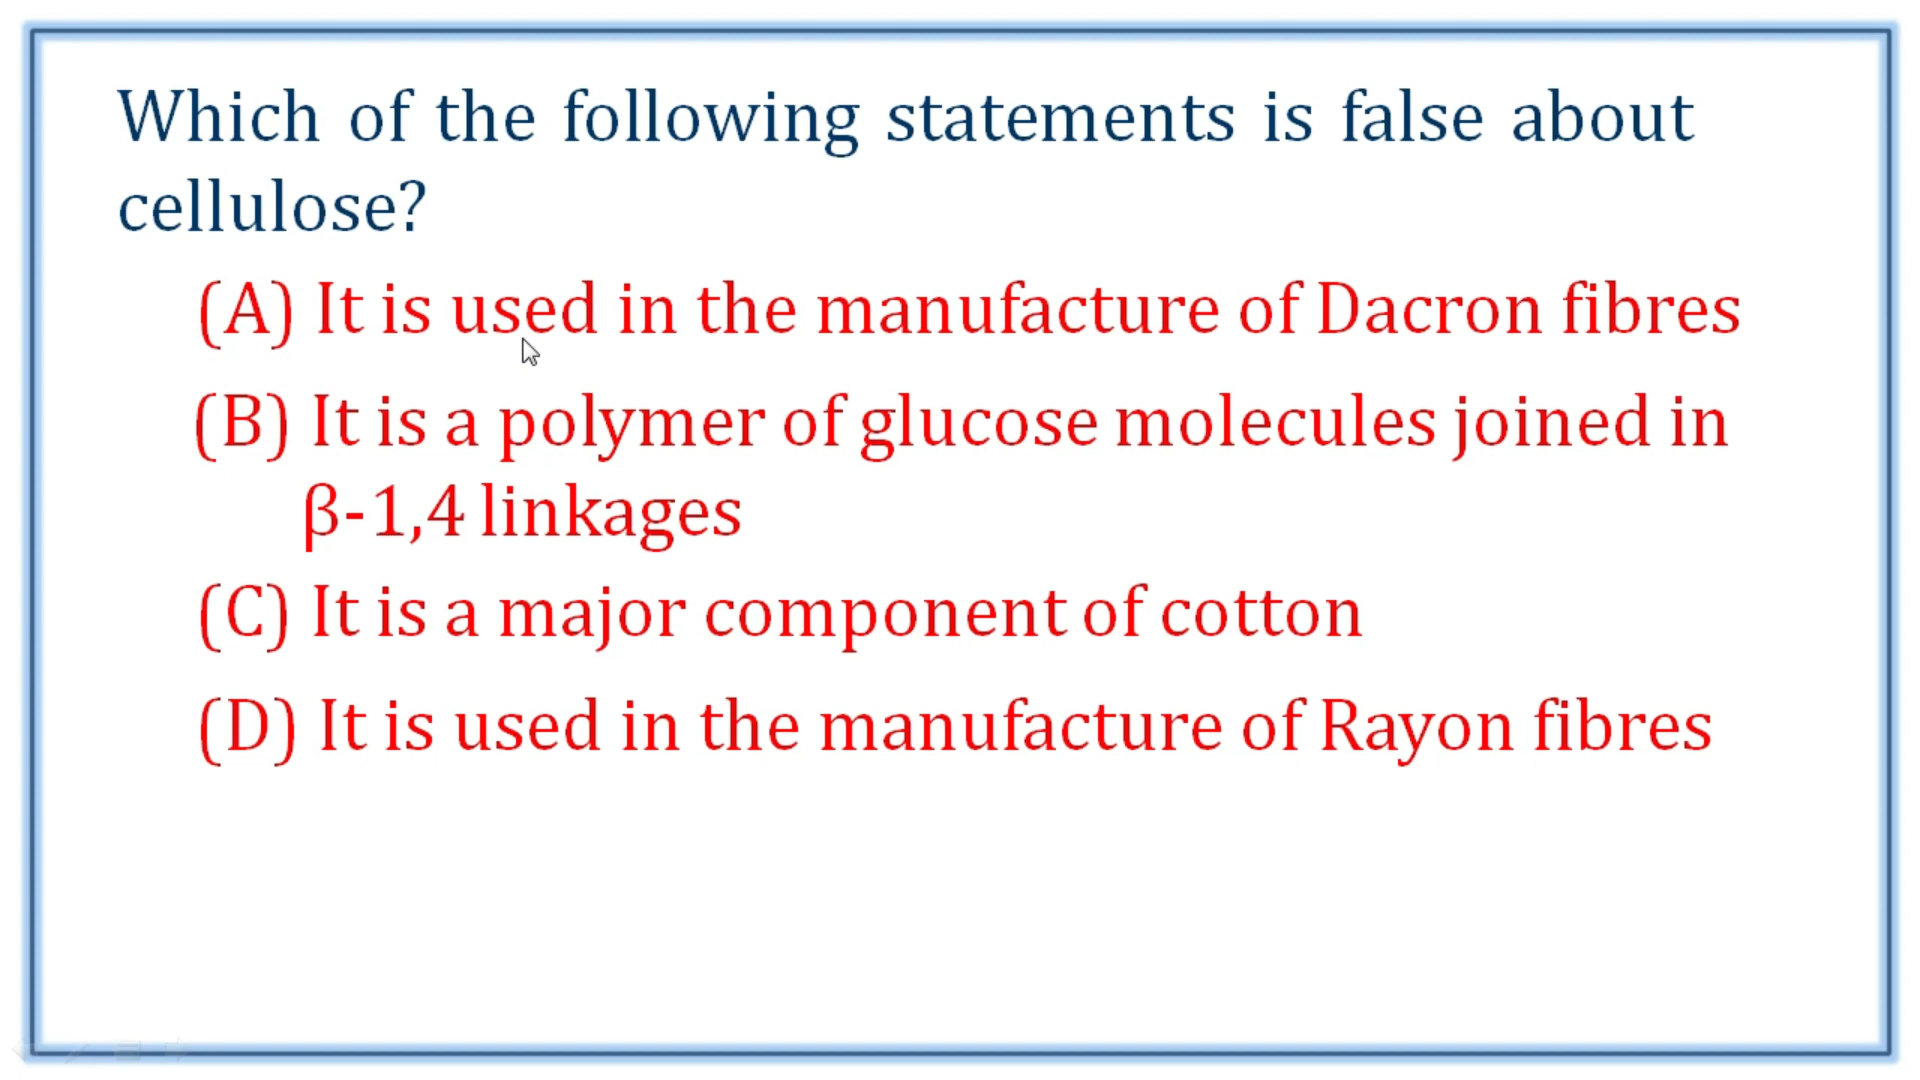 Which of the following statements is false about
cellulose?
(A) It is used in the manufacture of Dacron fibres
(B) It is a polymer of glucose molecules joined in
β-1,4 linkages
(C) It is a major component of cotton
(D) It is used in the manufacture of Rayon fibres